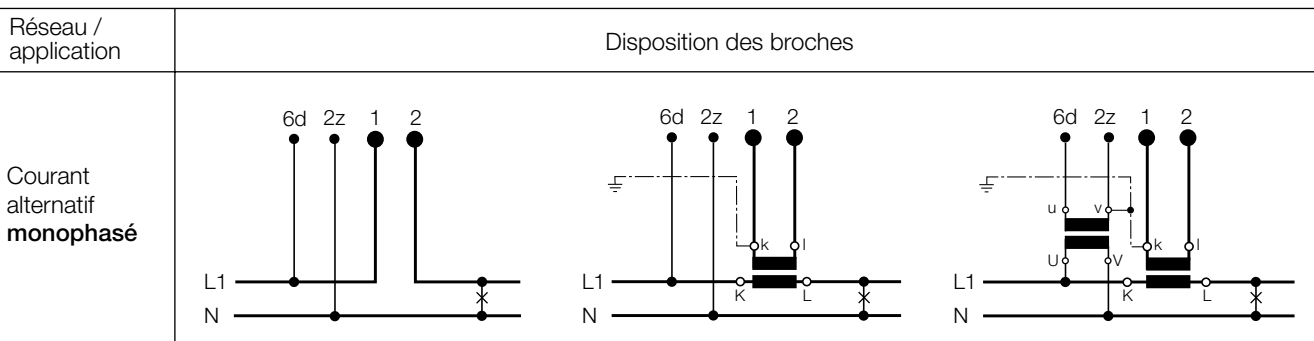 Réseau /
application
Disposition des broches
Courant
alternatif
monophasé
6d 2z 1 2
L1
N
6d 2z 1 2
k l
L1
K L
N
6d 2z 1 2
u v
k l
U V
L1
K L
N